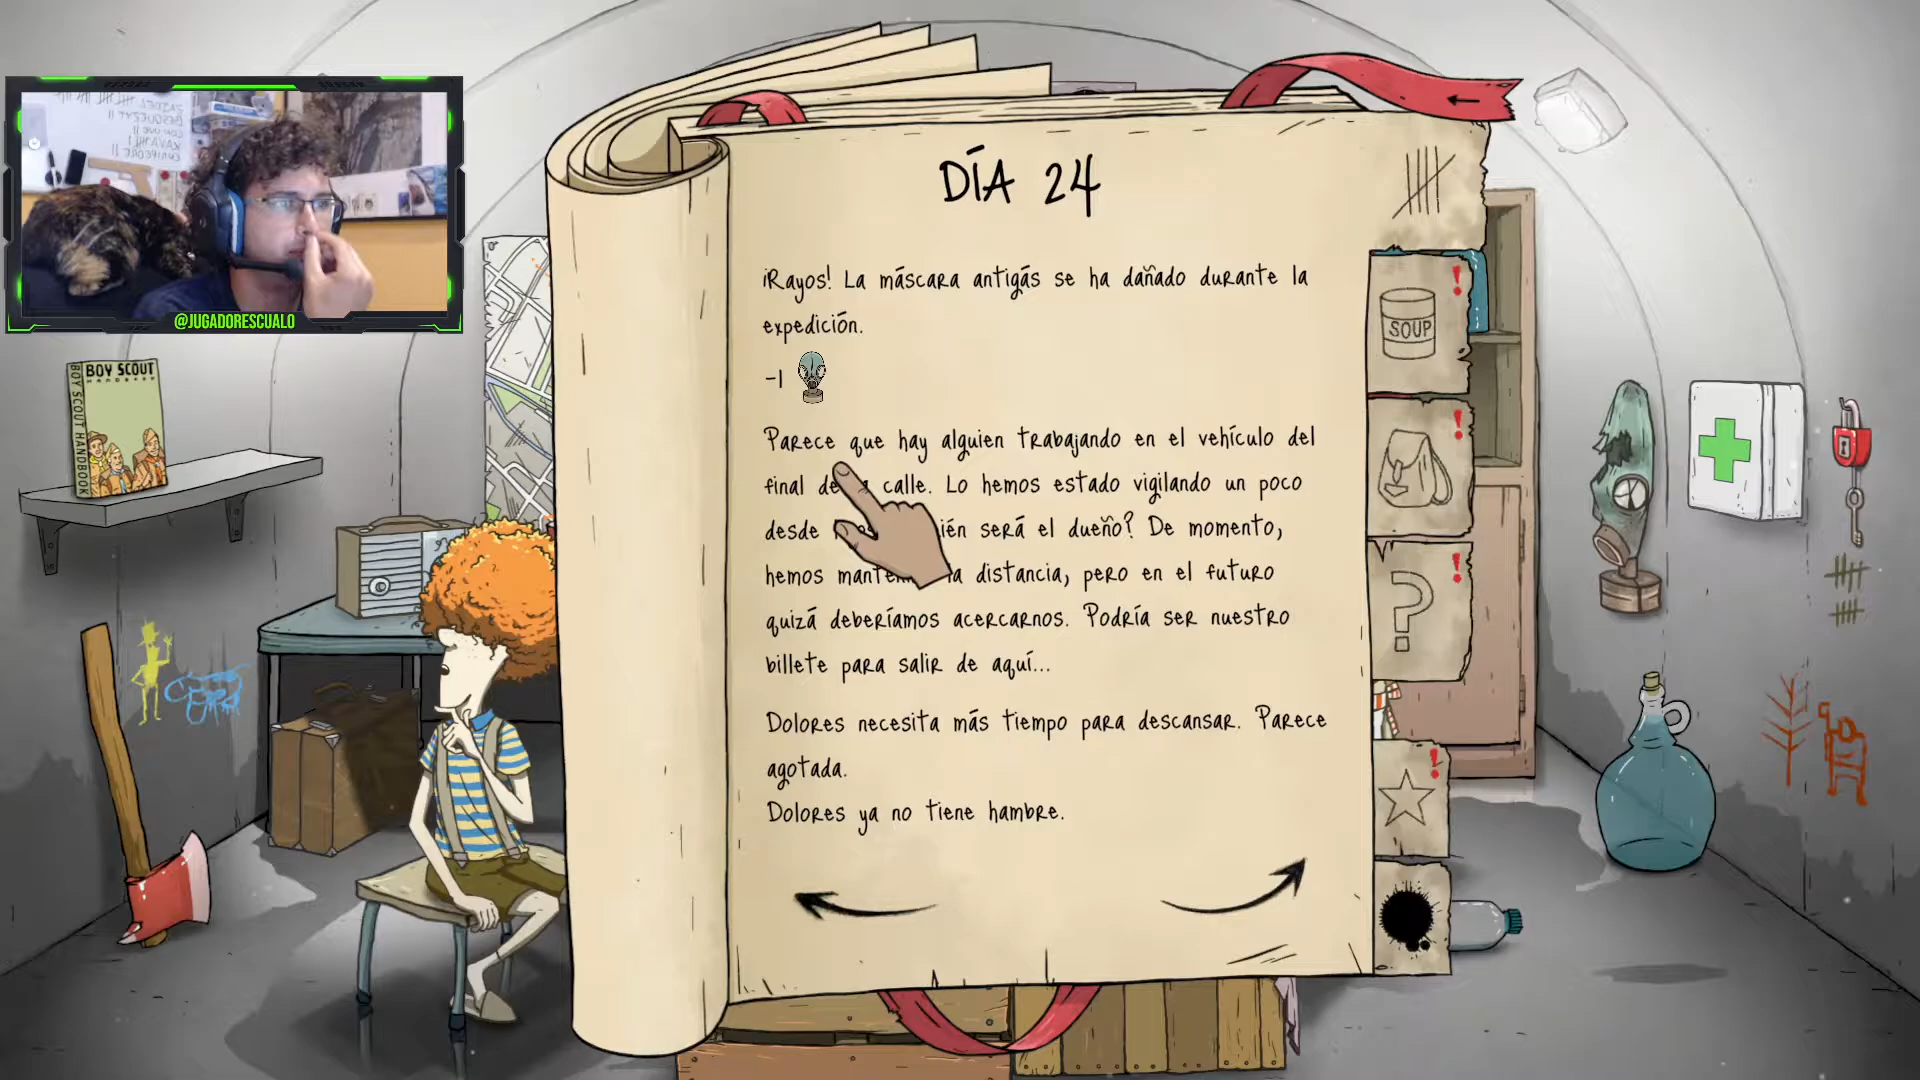 @JUGADORESCUALO
BOY SCOUT
HANDBOOK
BOY SCOUT HANDBOOK
DÍA 24
¡Rayos! La máscara antigás se ha dañado durante la
expedición.
-1
Parece que hay alguien trabajando en el vehículo del
final de calle. Lo hemos estado vigilando un poco
desde será el dueño? De momento,
hemos distancia, pero en el futuro
quizá deberíamos acercarnos. Podría ser nuestro
billete para salir de aquí...
Dolores necesita más tiempo para descansar. Parece
agotada.
Dolores ya no tiene hambre.
!
SOUP
!
!
?
!